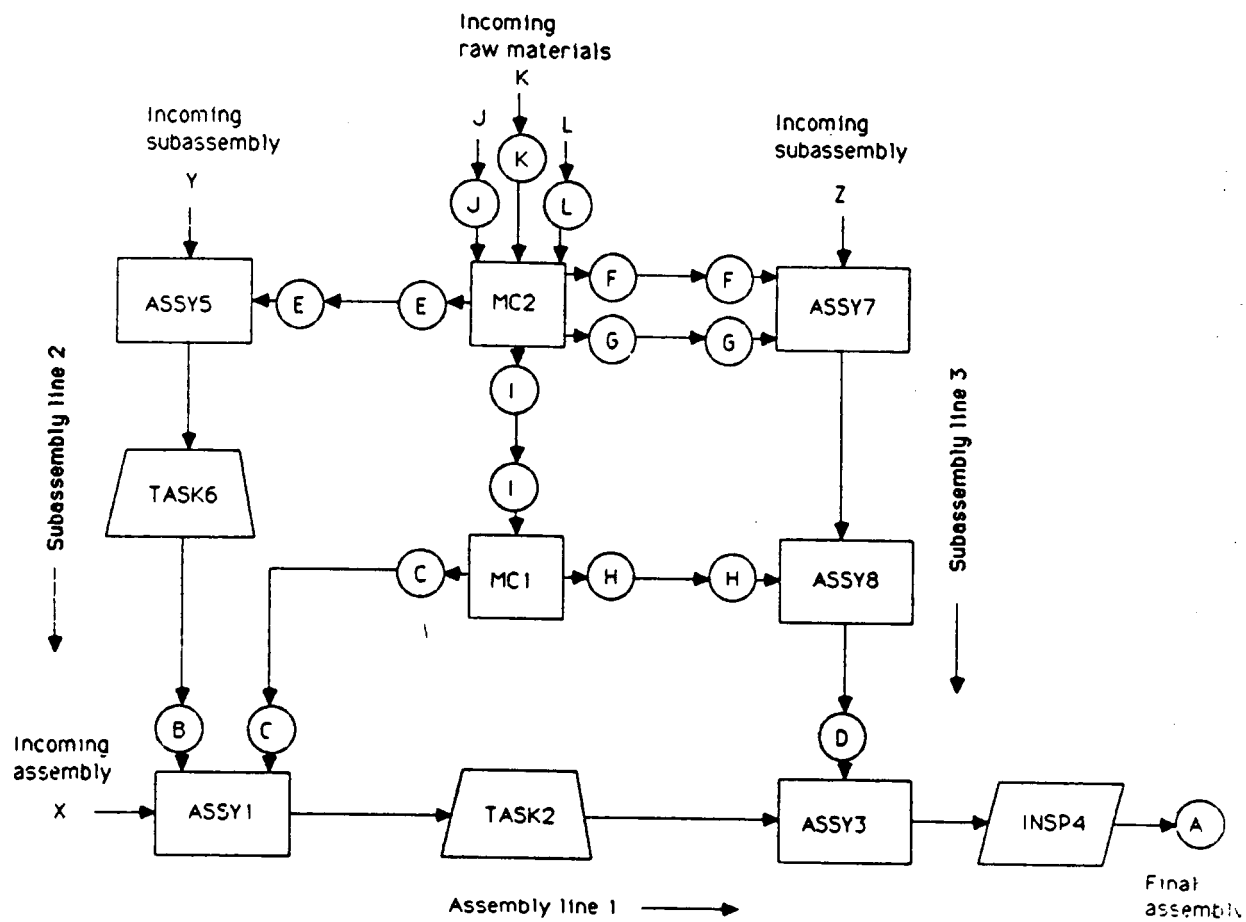 Incoming
raw materials
K
Incoming
subassembly
Y
J
L
Incoming
subassembly
Z
K
J
L
ASSY5
E
E
MC2
F
F
G
G
ASSY7
I
I
Subassembly line 2
Subassembly line 3
TASK6
C
MC1
H
H
ASSY8
B
C
D
Incoming
assembly
X
ASSY1
TASK2
ASSY3
INSP4
A
Final
assembly
Assembly line 1